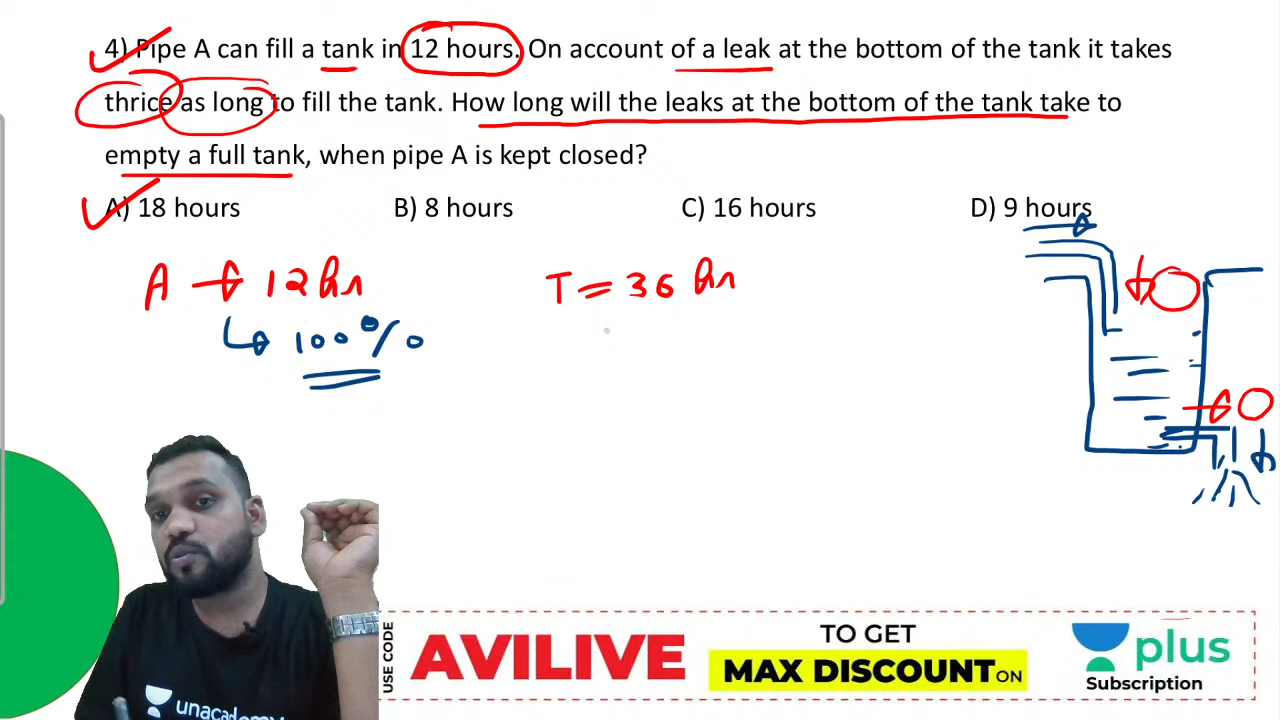 4) Pipe A can fill a tank in 12 hours. On account of a leak at the bottom of the tank it takes
thrice as long to fill the tank. How long will the leaks at the bottom of the tank take to
empty a full tank, when pipe A is kept closed?
A) 18 hours B) 8 hours C) 16 hours D) 9 hours
A → 12 hr T = 36 hr
↳ 100%
USE CODE
AVILIVE
TO GET
MAX DISCOUNT ON
plus
Subscription
unacademy